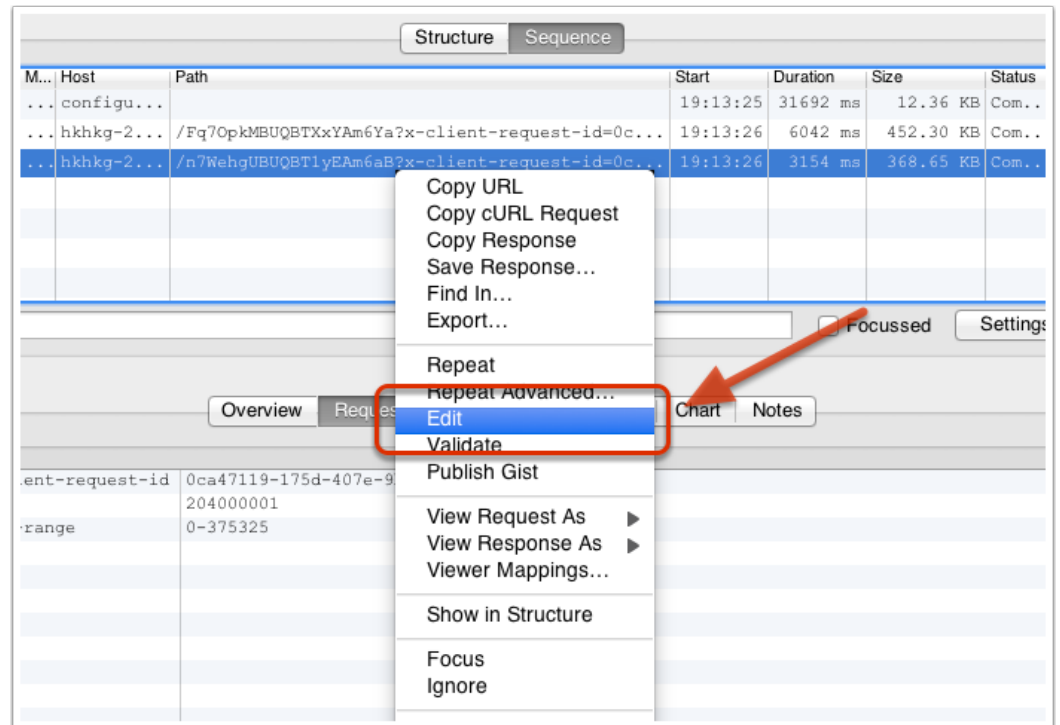 Structure Sequence
M... Host Path Start Duration Size Status
... configu... 19:13:25 31692 ms 12.36 KB Com..
... hkhkg-2... /Fq7OpkMBUQBTXxYAm6Ya?x-client-request-id=0c... 19:13:26 6042 ms 452.30 KB Com..
... hkhkg-2... /n7WehgUBUQBT1yEAm6aB?x-client-request-id=0c... 19:13:26 3154 ms 368.65 KB Com..
Copy URL
Copy cURL Request
Copy Response
Save Response...
Find In...
Export...
Focussed Settings
Repeat
Repeat Advanced...
Overview Reques Edit Chart Notes
Validate
Publish Gist
ent-request-id 0ca47119-175d-407e-9
204000001
range 0-375325
View Request As
View Response As
Viewer Mappings...
Show in Structure
Focus
Ignore